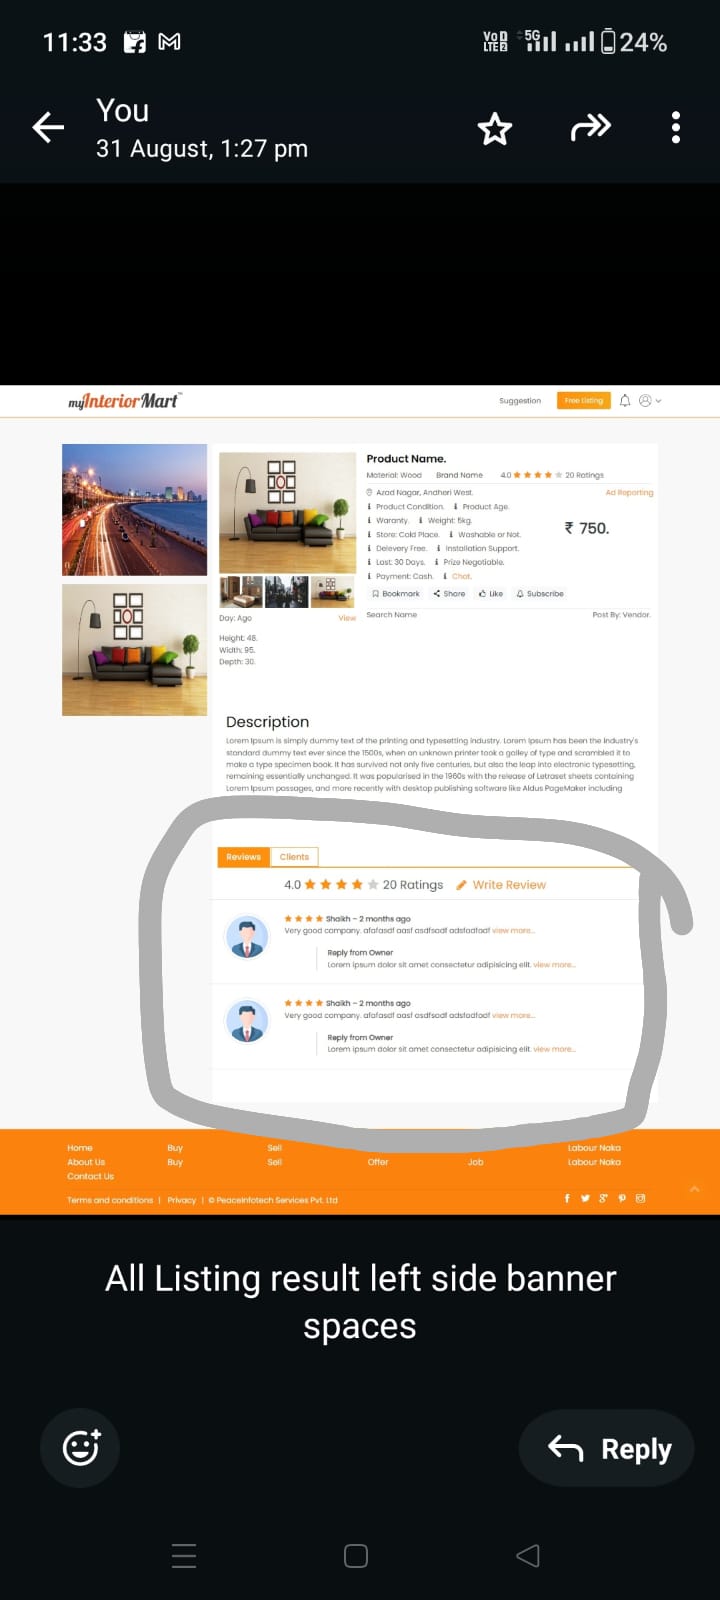 11:33
VoD LTE2 5G 24%
You
31 August, 1:27 pm
myInteriorMart
Suggestion Free Listing
Product Name.
Material: Wood Brand Name 4.0 20 Ratings
Azad Nagar, Andheri West. Ad Reporting
Product Condition. Product Age.
Waranty. Weight: 5kg.
₹ 750.
Store: Cold Place. Washable or Not.
Delevery Free. Installation Support.
Last: 30 Days. Prize Negotiable.
Payment: Cash. Chat.
Bookmark Share Like Subscribe
Day: Ago View
Search Name Post By: Vendor.
Height: 48.
Width: 95.
Depth: 30.
Description
Lorem Ipsum is simply dummy text of the printing and typesetting industry. Lorem Ipsum has been the industry's
standard dummy text ever since the 1500s, when an unknown printer took a galley of type and scrambled it to
make a type specimen book. It has survived not only five centuries, but also the leap into electronic typesetting,
remaining essentially unchanged. It was popularised in the 1960s with the release of Letraset sheets containing
Lorem Ipsum passages, and more recently with desktop publishing software like Aldus PageMaker including
Reviews Clients
4.0 20 Ratings Write Review
Shaikh - 2 months ago
Very good company. afafasdf aasf asdfsadf adsfadfadf view more...
Reply from Owner
Lorem ipsum dolor sit amet consectetur adipisicing elit. view more...
Shaikh - 2 months ago
Very good company. afafasdf aasf asdfsadf adsfadfadf view more...
Reply from Owner
Lorem ipsum dolor sit amet consectetur adipisicing elit. view more...
Home Buy Sell Labour Naka
About Us Buy Sell Offer Job Labour Naka
Contact Us
Terms and conditions | Privacy | © PeaceInfotech Services Pvt. Ltd
All Listing result left side banner
spaces
Reply